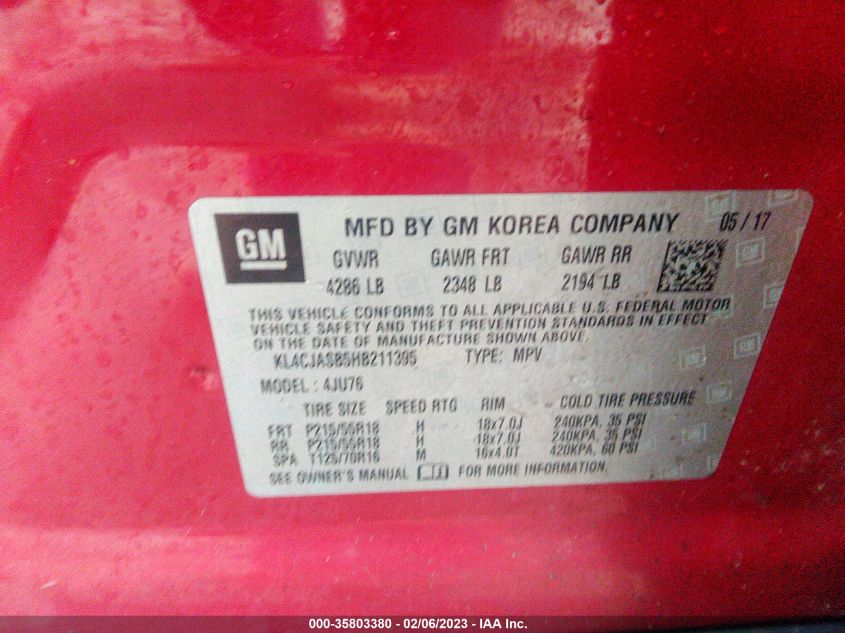 GM
MFD BY GM KOREA COMPANY 05 / 17
GVWR GAWR FRT GAWR RR
4286 LB 2348 LB 2194 LB
THIS VEHICLE CONFORMS TO ALL APPLICABLE U.S. FEDERAL MOTOR
VEHICLE SAFETY AND THEFT PREVENTION STANDARDS IN EFFECT
ON THE DATE OF MANUFACTURE SHOWN ABOVE.
KL4CJASB5HB211395 TYPE: MPV
MODEL : 4JU76
TIRE SIZE SPEED RTG RIM COLD TIRE PRESSURE
FRT P215/55R18 H 18x7.0J 240KPA, 35 PSI
RR P215/55R18 H 18x7.0J 240KPA, 35 PSI
SPA T125/70R16 M 16x4.0T 420KPA, 60 PSI
SEE OWNER'S MANUAL FOR MORE INFORMATION.
000-35803380 - 02/06/2023 - IAA Inc.